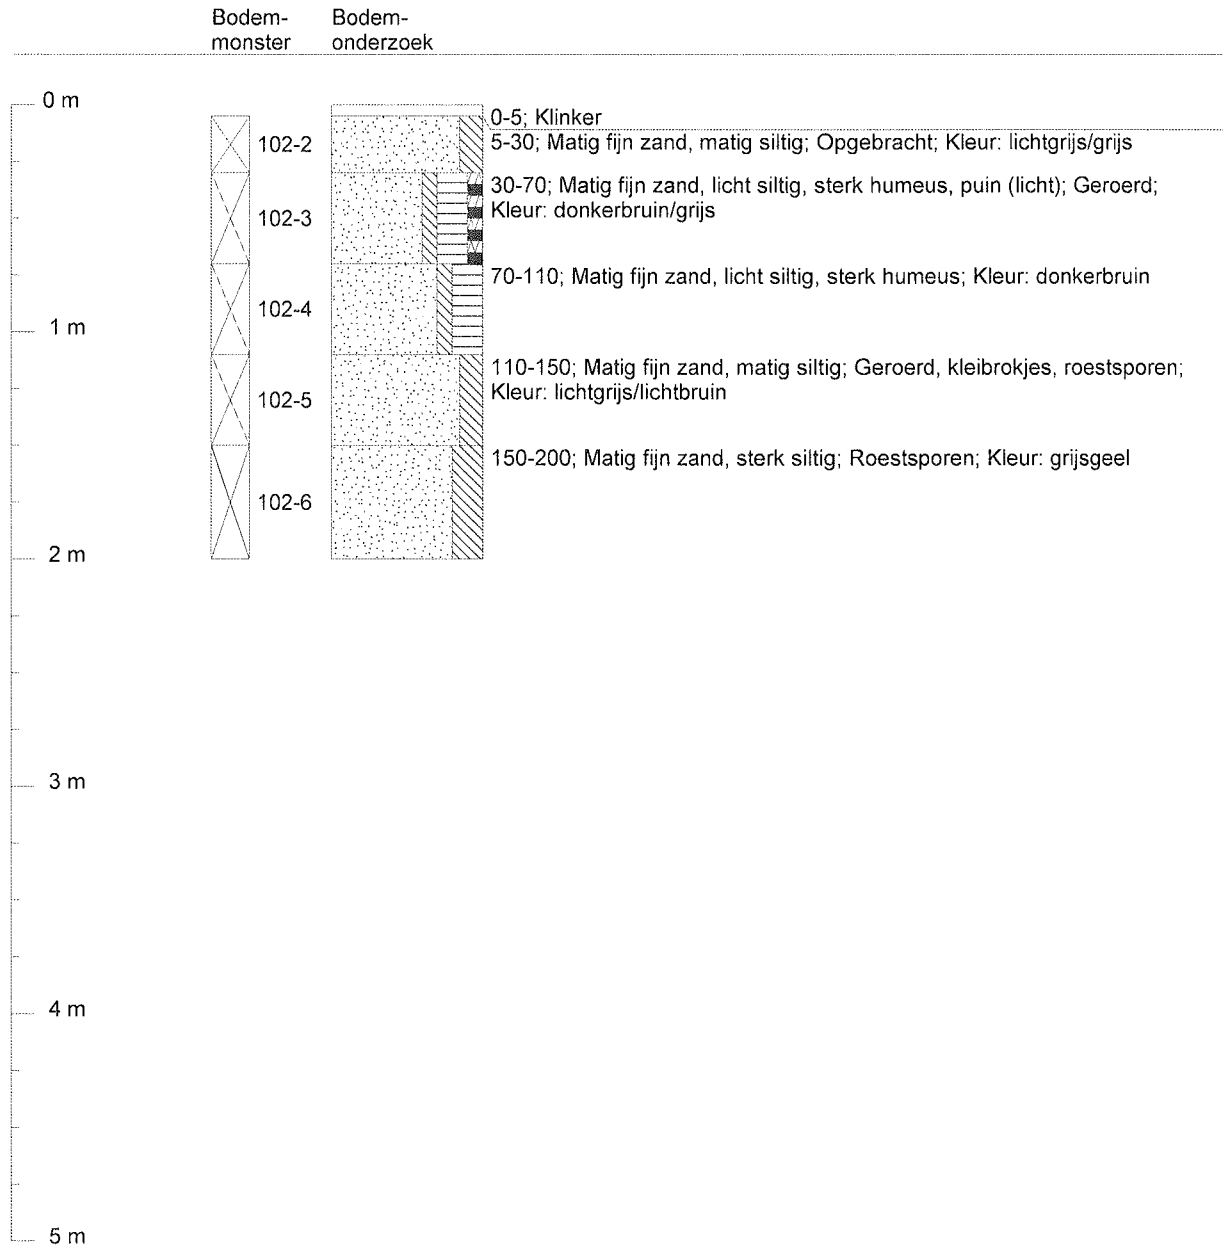 Bodem-
monster
Bodem-
onderzoek
0 m
0-5; Klinker
102-2
5-30; Matig fijn zand, matig siltig; Opgebracht; Kleur: lichtgrijs/grijs
102-3
30-70; Matig fijn zand, licht siltig, sterk humeus, puin (licht); Geroerd;
Kleur: donkerbruin/grijs
70-110; Matig fijn zand, licht siltig, sterk humeus; Kleur: donkerbruin
102-4
1 m
110-150; Matig fijn zand, matig siltig; Geroerd, kleibrokjes, roestsporen;
Kleur: lichtgrijs/lichtbruin
102-5
150-200; Matig fijn zand, sterk siltig; Roestsporen; Kleur: grijsgeel
102-6
2 m
3 m
4 m
5 m